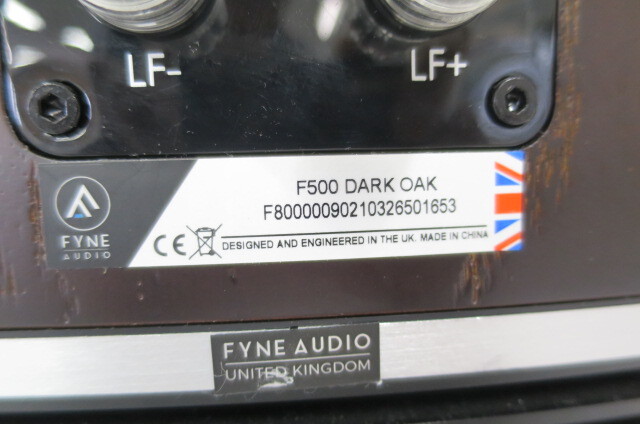 LF- LF+
F500 DARK OAK
F80000090210326501653
FYNE
AUDIO
CE DESIGNED AND ENGINEERED IN THE UK. MADE IN CHINA
FYNE AUDIO
UNITED KINGDOM